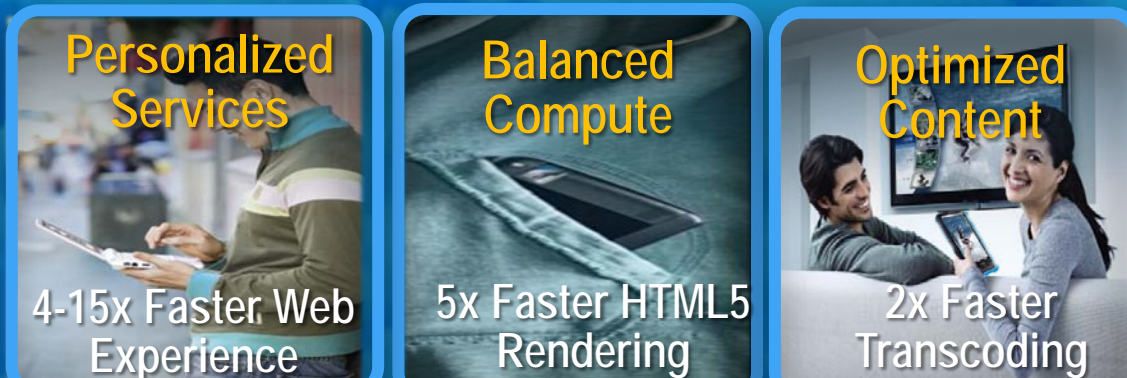 Personalized
Services
4-15x Faster Web
Experience
Balanced
Compute
5x Faster HTML5
Rendering
Optimized
Content
2x Faster
Transcoding